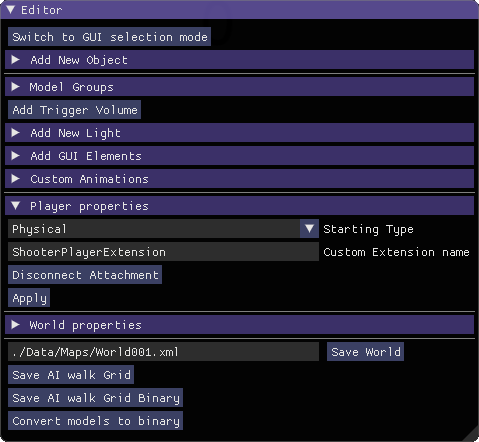 Editor
Switch to GUI selection mode
Add New Object
Model Groups
Add Trigger Volume
Add New Light
Add GUI Elements
Custom Animations
Player properties
Physical Starting Type
ShooterPlayerExtension Custom Extension name
Disconnect Attachment
Apply
World properties
./Data/Maps/World001.xml Save World
Save AI walk Grid
Save AI walk Grid Binary
Convert models to binary